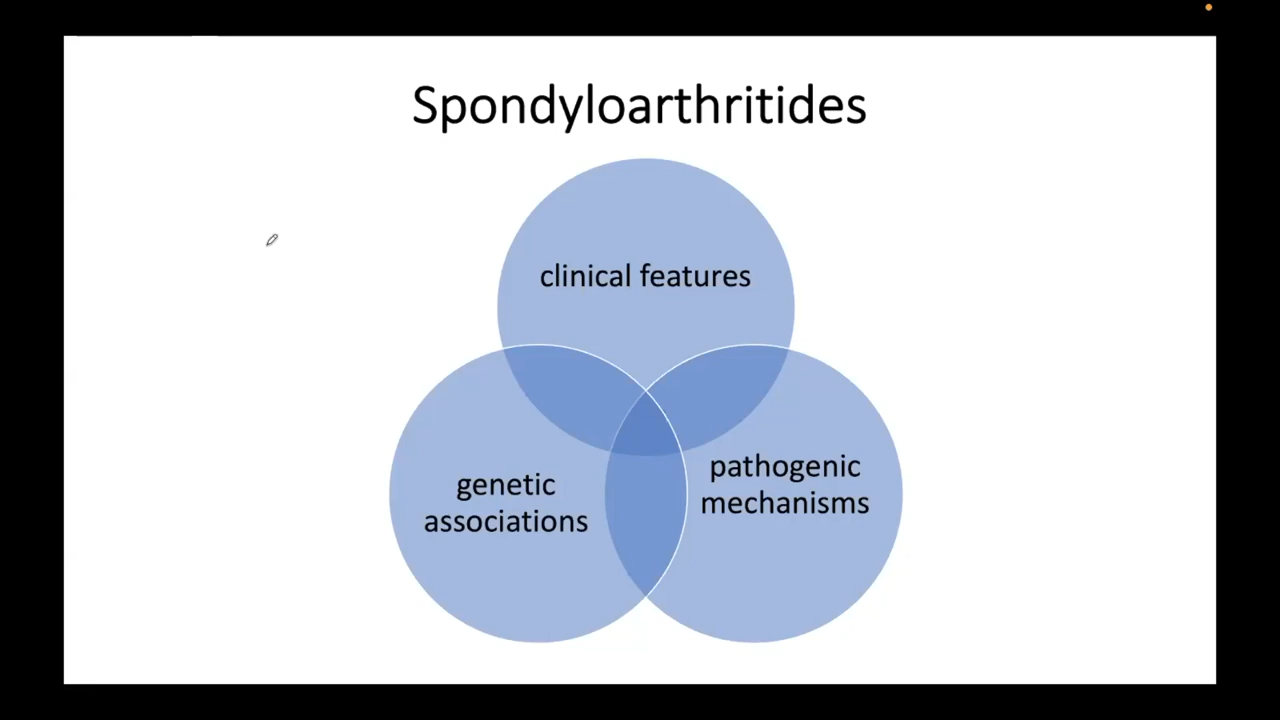 Spondyloarthritides
clinical features
genetic
associations
pathogenic
mechanisms